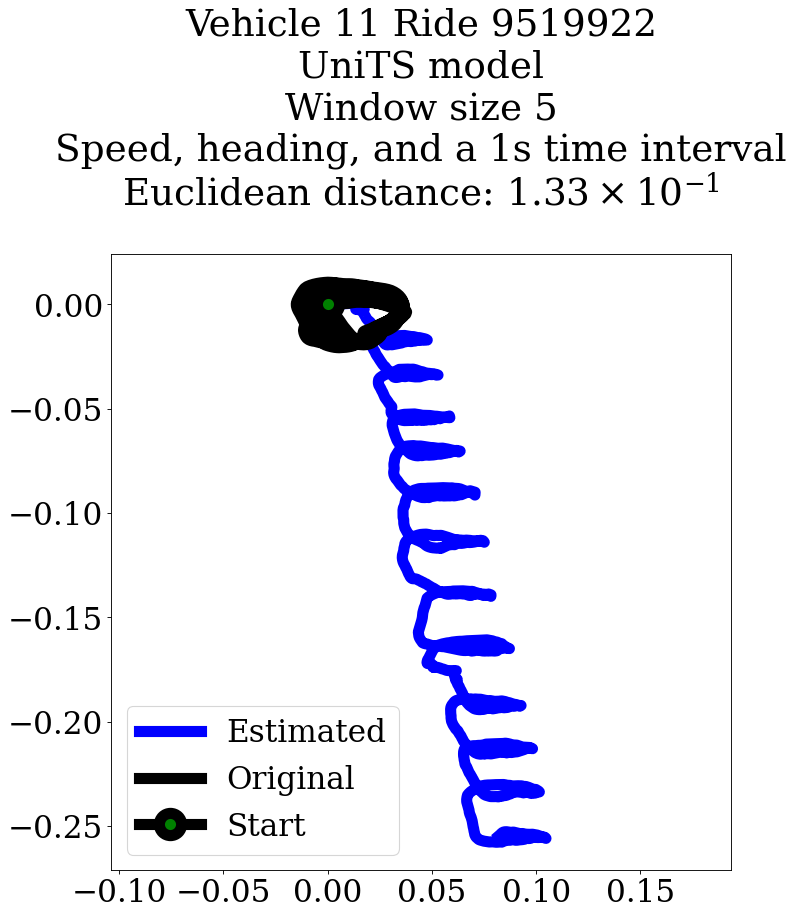 Vehicle 11 Ride 9519922
UniTS model
Window size 5
Speed, heading, and a 1s time interval
Euclidean distance: 1.33 × 10⁻¹
0.00
−0.05
−0.10
−0.15
−0.20
−0.25
Estimated
Original
Start
−0.10 −0.05 0.00 0.05 0.10 0.15